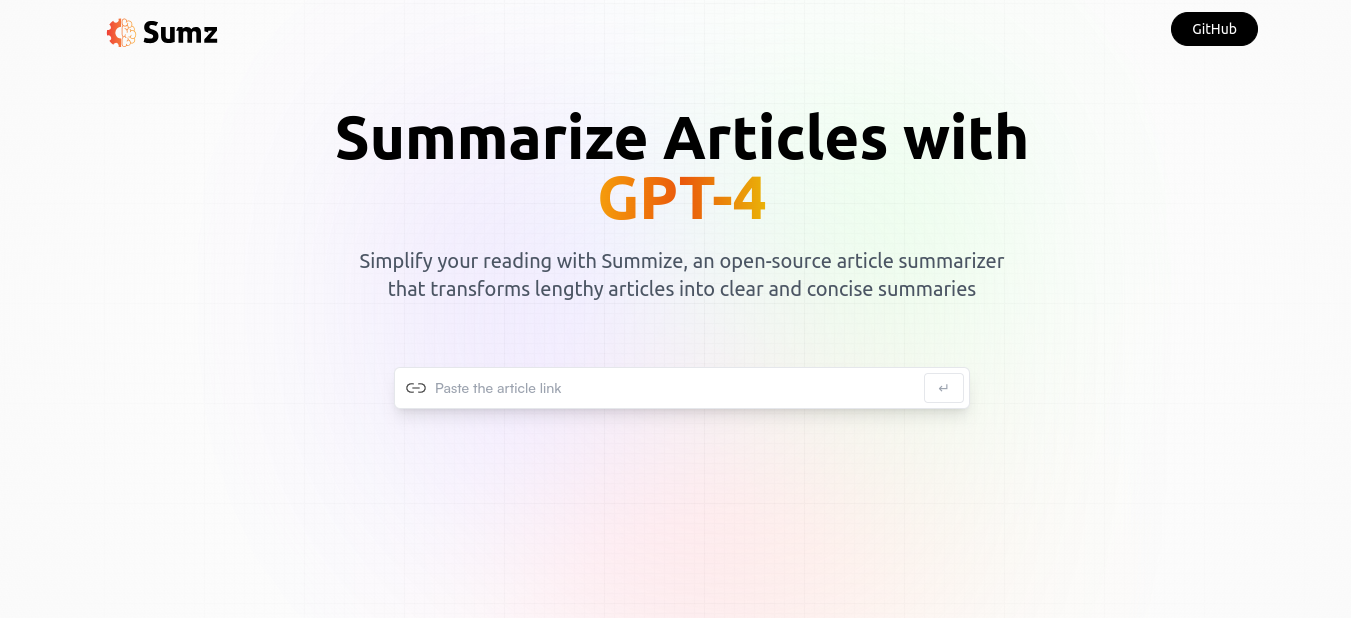 Sumz
GitHub
Summarize Articles with
GPT-4
Simplify your reading with Summize, an open-source article summarizer
that transforms lengthy articles into clear and concise summaries
Paste the article link
↵